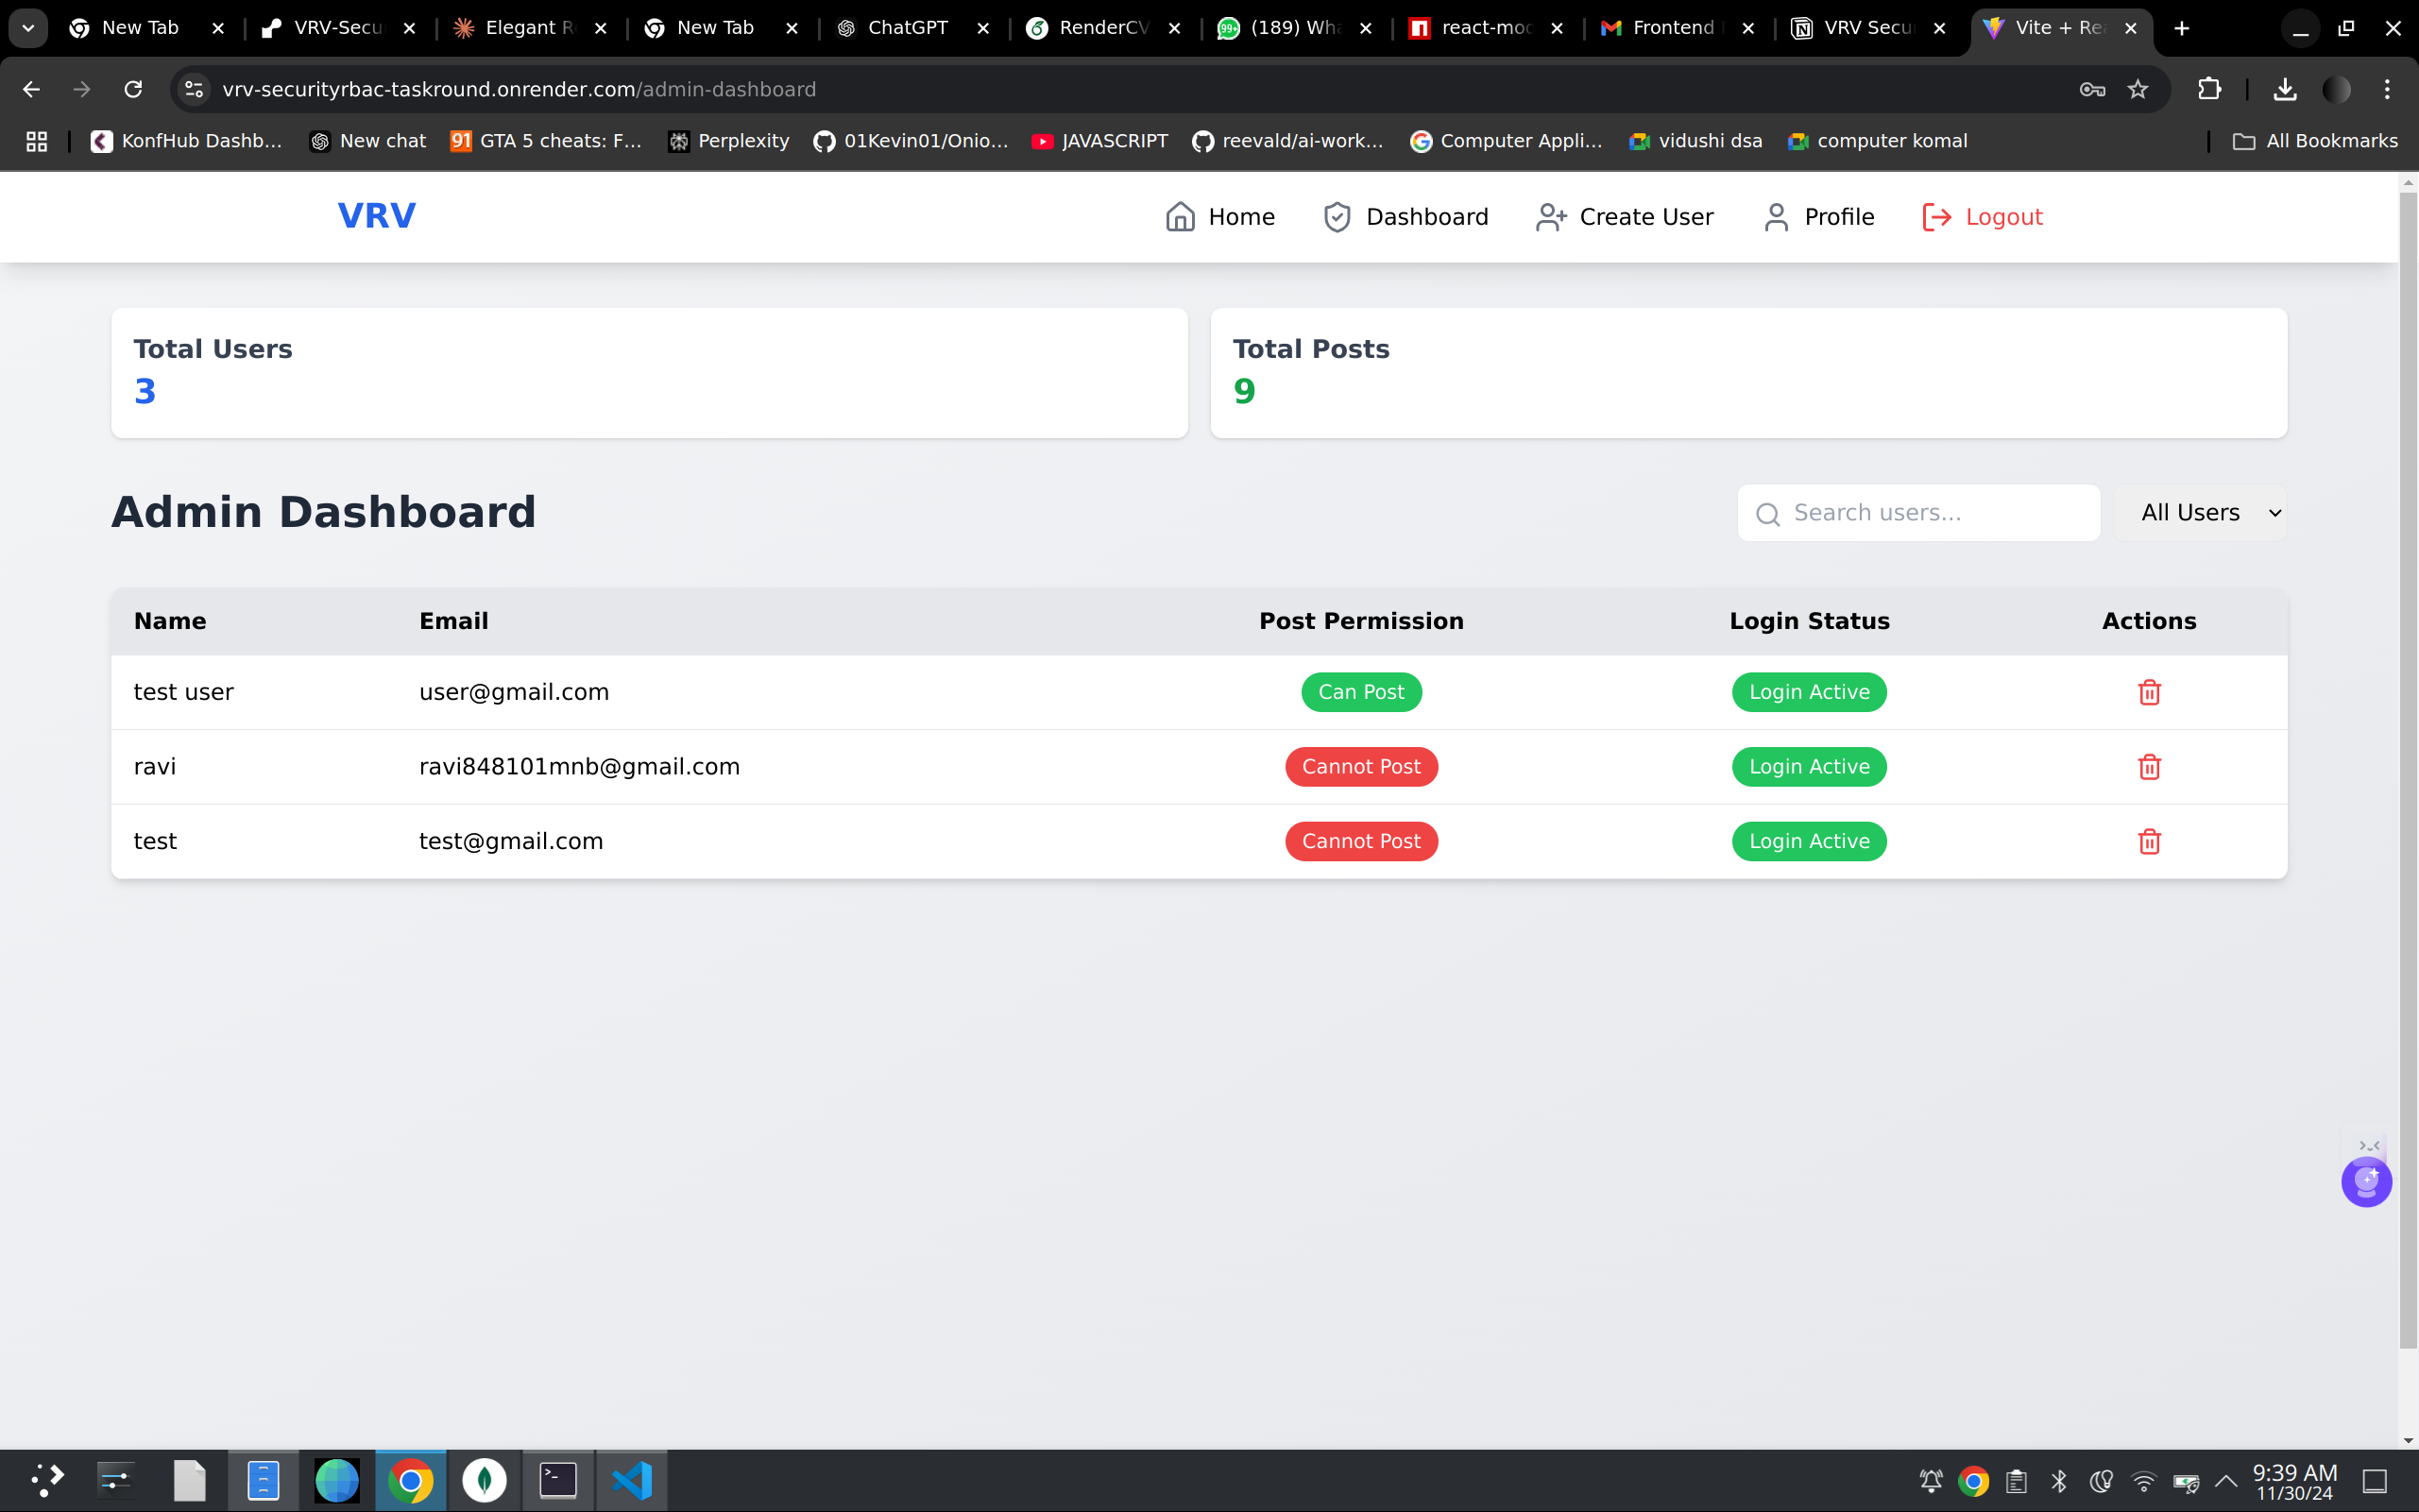 New Tab VRV-Secu Elegant R New Tab ChatGPT RenderCV (189) Wha react-mod Frontend VRV Secu Vite + Rea
vrv-securityrbac-taskround.onrender.com/admin-dashboard
KonfHub Dashb... New chat 91 GTA 5 cheats: F... Perplexity 01Kevin01/Onio... JAVASCRIPT reevald/ai-work... Computer Appli... vidushi dsa computer komal All Bookmarks
VRV Home Dashboard Create User Profile Logout
Total Users Total Posts
3 9
Admin Dashboard Search users... All Users
Name Email Post Permission Login Status Actions
test user user@gmail.com Can Post Login Active
ravi ravi848101mnb@gmail.com Cannot Post Login Active
test test@gmail.com Cannot Post Login Active
9:39 AM
11/30/24